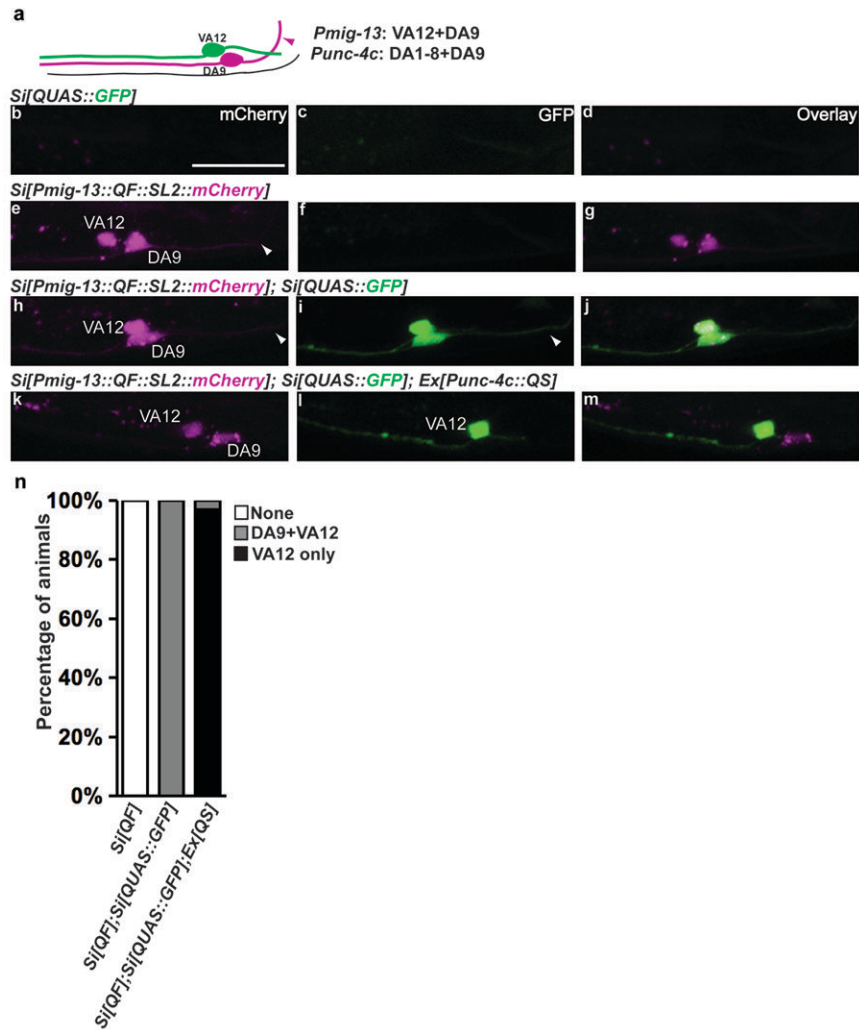 a
VA12
DA9
Pmig-13: VA12+DA9
Punc-4c: DA1-8+DA9
Si[QUAS::GFP]
b mCherry
c GFP
d Overlay
Si[Pmig-13::QF::SL2::mCherry]
e VA12 DA9
f
g
Si[Pmig-13::QF::SL2::mCherry]; Si[QUAS::GFP]
h VA12 DA9
i
j
Si[Pmig-13::QF::SL2::mCherry]; Si[QUAS::GFP]; Ex[Punc-4c::QS]
k VA12 DA9
l VA12
m
n
Percentage of animals
100%
80%
60%
40%
20%
0%
None
DA9+VA12
VA12 only
Si[QF]
Si[QF];Si[QUAS::GFP]
Si[QF];Si[QUAS::GFP];Ex[QS]